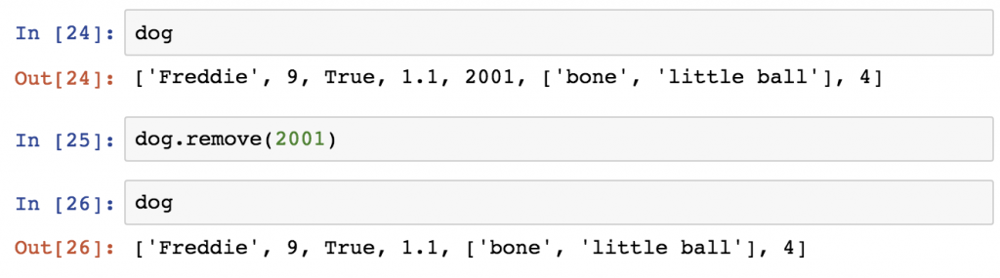 In [24]: dog
Out[24]: ['Freddie', 9, True, 1.1, 2001, ['bone', 'little ball'], 4]
In [25]: dog.remove(2001)
In [26]: dog
Out[26]: ['Freddie', 9, True, 1.1, ['bone', 'little ball'], 4]